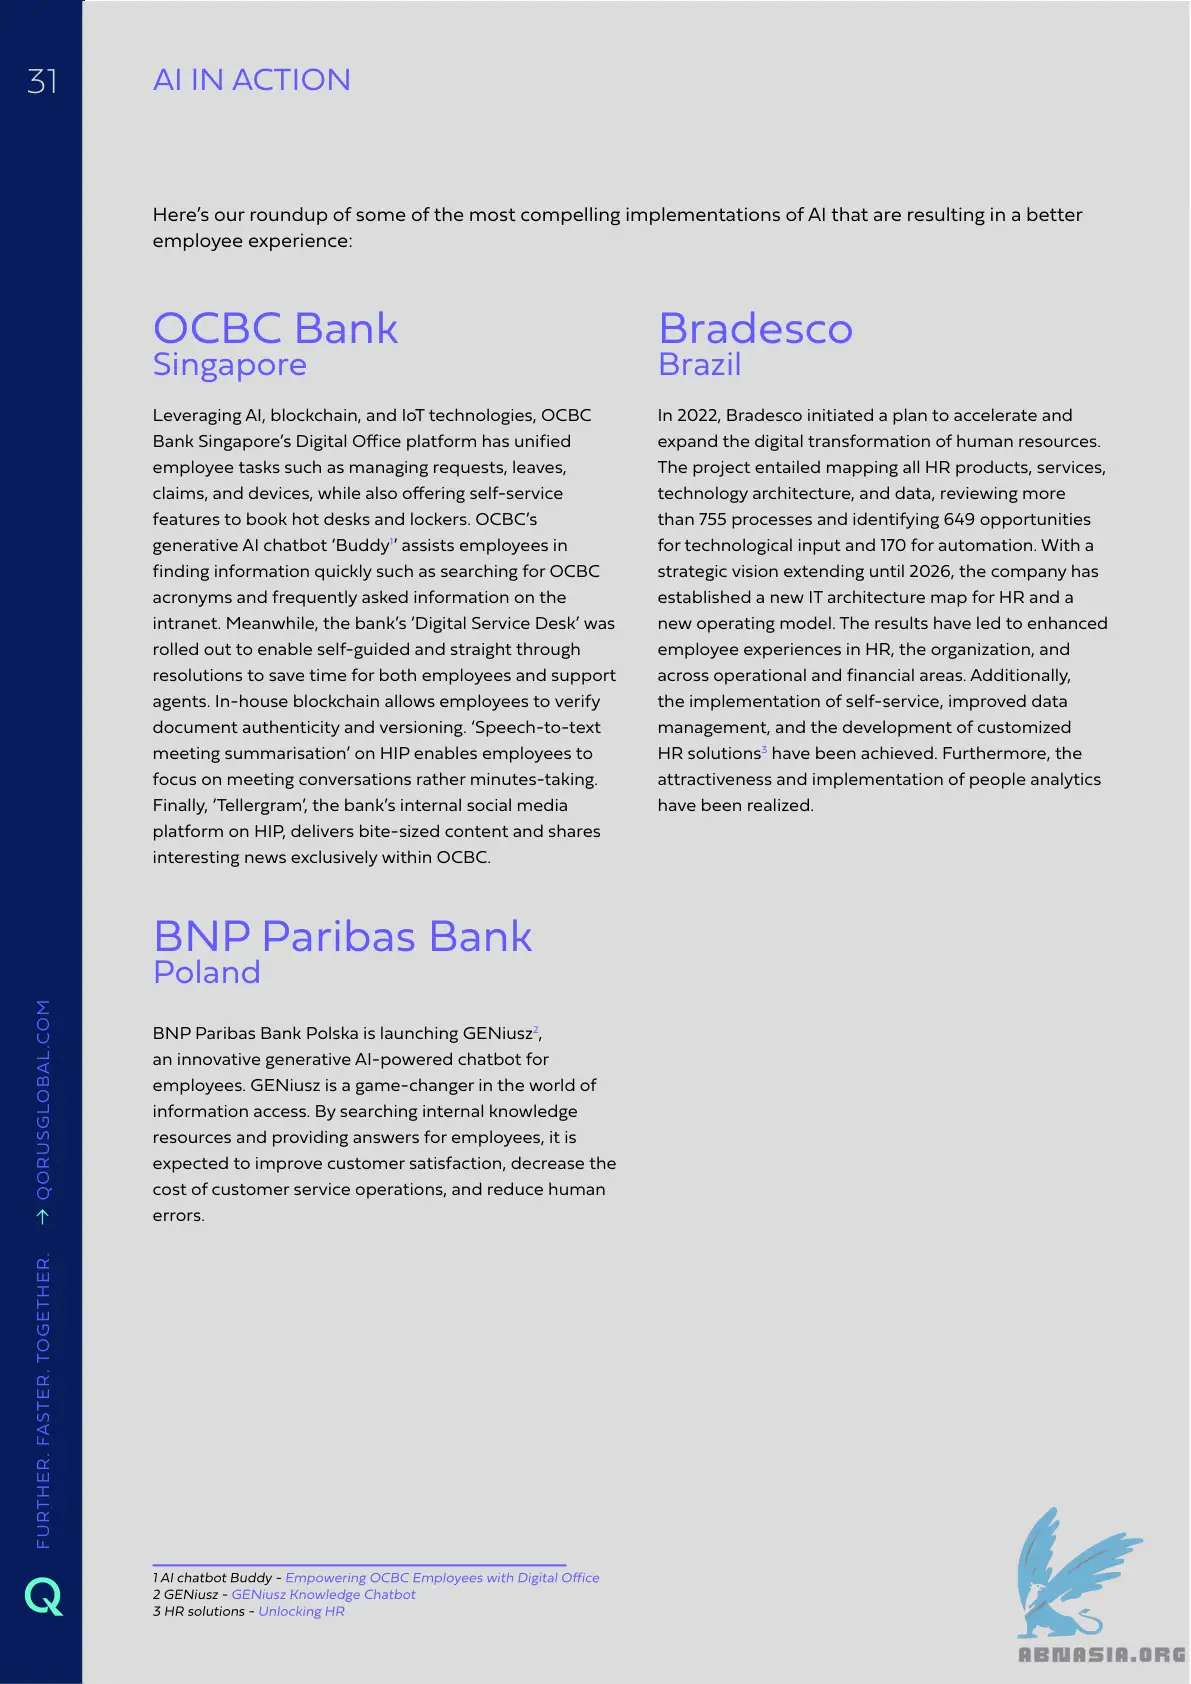 31
AI IN ACTION
Here’s our roundup of some of the most compelling implementations of AI that are resulting in a better
employee experience:
OCBC Bank
Singapore
Leveraging AI, blockchain, and IoT technologies, OCBC
Bank Singapore’s Digital Office platform has unified
employee tasks such as managing requests, leaves,
claims, and devices, while also offering self-service
features to book hot desks and lockers. OCBC’s
generative AI chatbot ‘Buddy1’ assists employees in
finding information quickly such as searching for OCBC
acronyms and frequently asked information on the
intranet. Meanwhile, the bank’s ‘Digital Service Desk’ was
rolled out to enable self-guided and straight through
resolutions to save time for both employees and support
agents. In-house blockchain allows employees to verify
document authenticity and versioning. ‘Speech-to-text
meeting summarisation’ on HIP enables employees to
focus on meeting conversations rather minutes-taking.
Finally, ‘Tellergram’, the bank’s internal social media
platform on HIP, delivers bite-sized content and shares
interesting news exclusively within OCBC.
BNP Paribas Bank
Poland
BNP Paribas Bank Polska is launching GENiusz2,
an innovative generative AI-powered chatbot for
employees. GENiusz is a game-changer in the world of
information access. By searching internal knowledge
resources and providing answers for employees, it is
expected to improve customer satisfaction, decrease the
cost of customer service operations, and reduce human
errors.
Bradesco
Brazil
In 2022, Bradesco initiated a plan to accelerate and
expand the digital transformation of human resources.
The project entailed mapping all HR products, services,
technology architecture, and data, reviewing more
than 755 processes and identifying 649 opportunities
for technological input and 170 for automation. With a
strategic vision extending until 2026, the company has
established a new IT architecture map for HR and a
new operating model. The results have led to enhanced
employee experiences in HR, the organization, and
across operational and financial areas. Additionally,
the implementation of self-service, improved data
management, and the development of customized
HR solutions3 have been achieved. Furthermore, the
attractiveness and implementation of people analytics
have been realized.
1 AI chatbot Buddy - Empowering OCBC Employees with Digital Office
2 GENiusz - GENiusz Knowledge Chatbot
3 HR solutions - Unlocking HR
FURTHER. FASTER. TOGETHER. → QORUSGLOBAL.COM
Q
ABNASIA.ORG